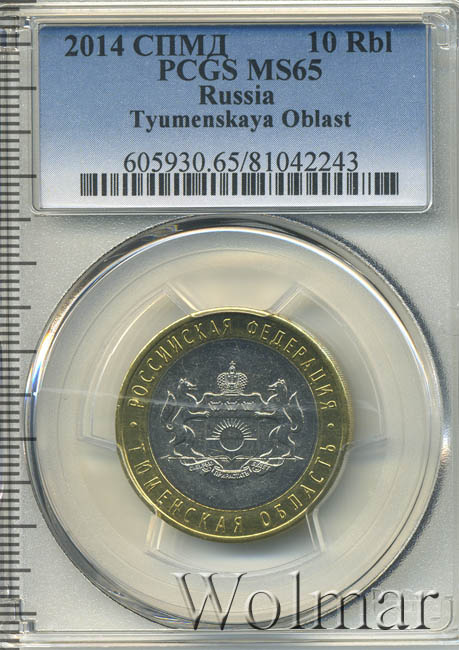 2014 СПМД 10 Rbl
PCGS MS65
Russia
Tyumenskaya Oblast
605930.65/81042243
РОССИЙСКАЯ ФЕДЕРАЦИЯ
ТЮМЕНСКАЯ ОБЛАСТЬ
Wolmar